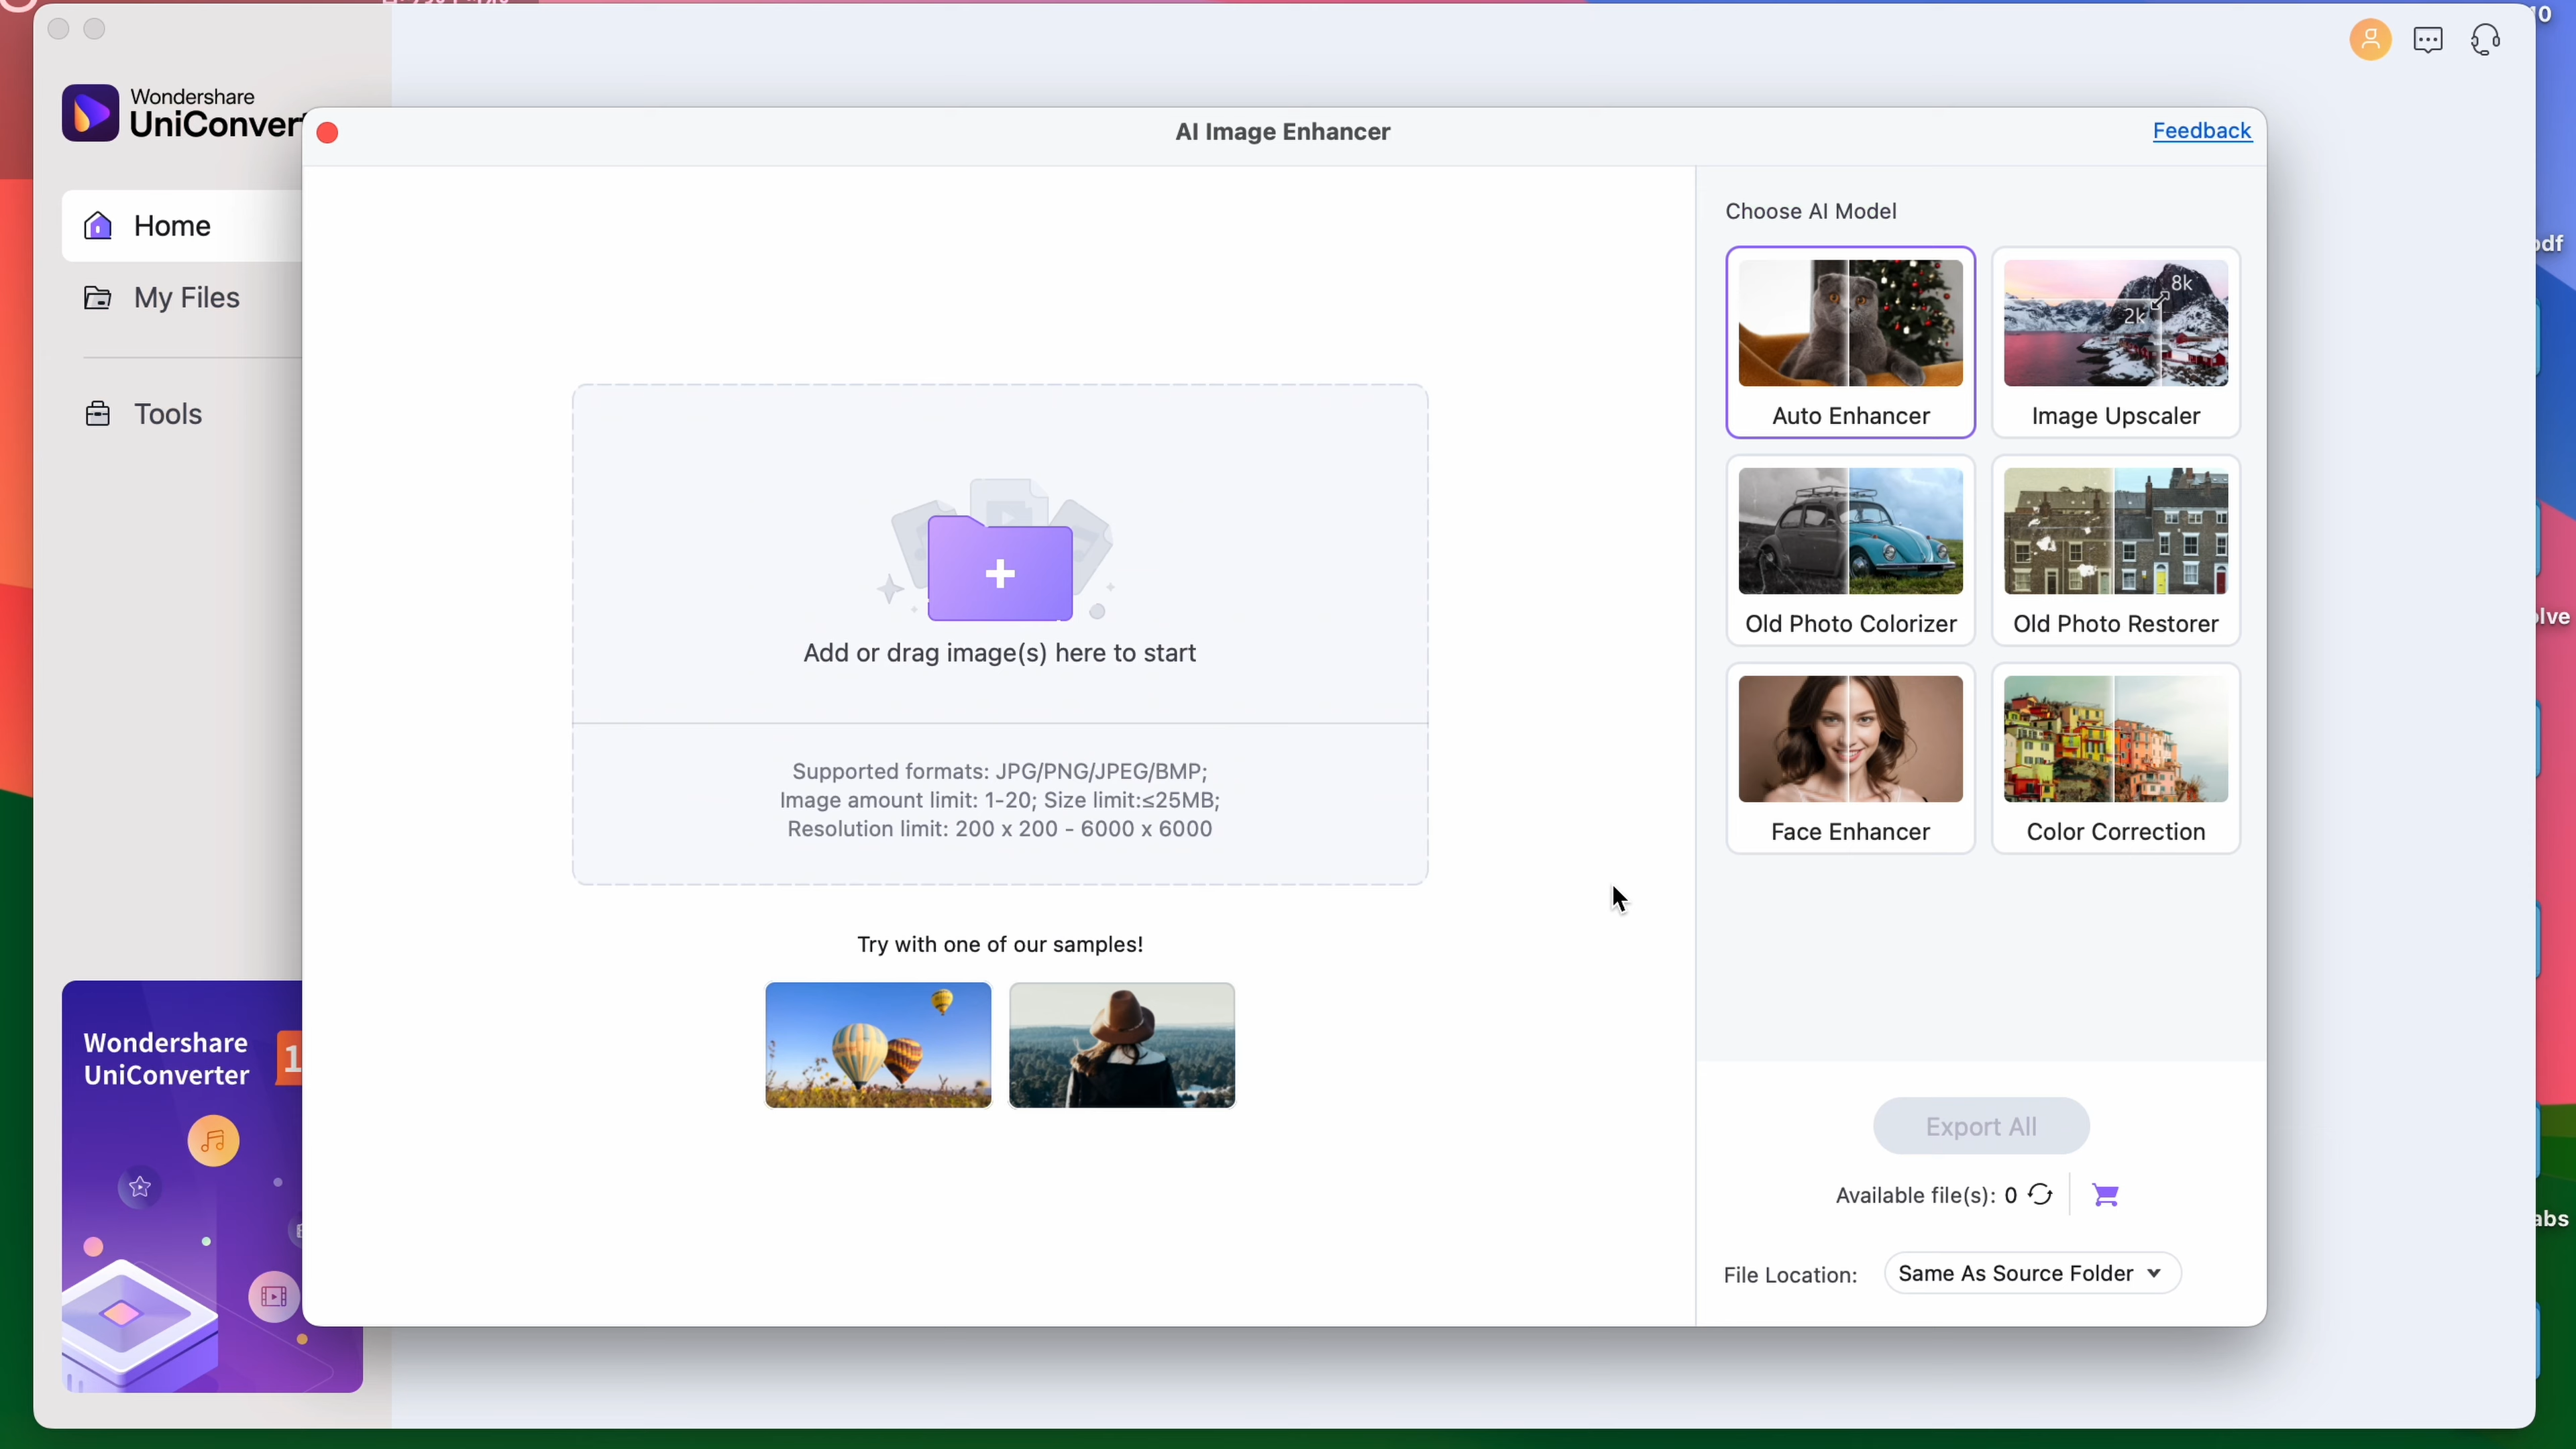 Wondershare
UniConver
Home
My Files
Tools
Wondershare
UniConverter
1
AI Image Enhancer
Feedback
Add or drag image(s) here to start
Supported formats: JPG/PNG/JPEG/BMP;
Image amount limit: 1-20; Size limit:≤25MB;
Resolution limit: 200 x 200 - 6000 x 6000
Try with one of our samples!
Choose AI Model
8k
2k
Auto Enhancer
Image Upscaler
Old Photo Colorizer
Old Photo Restorer
Face Enhancer
Color Correction
Export All
Available file(s): 0
File Location:
Same As Source Folder